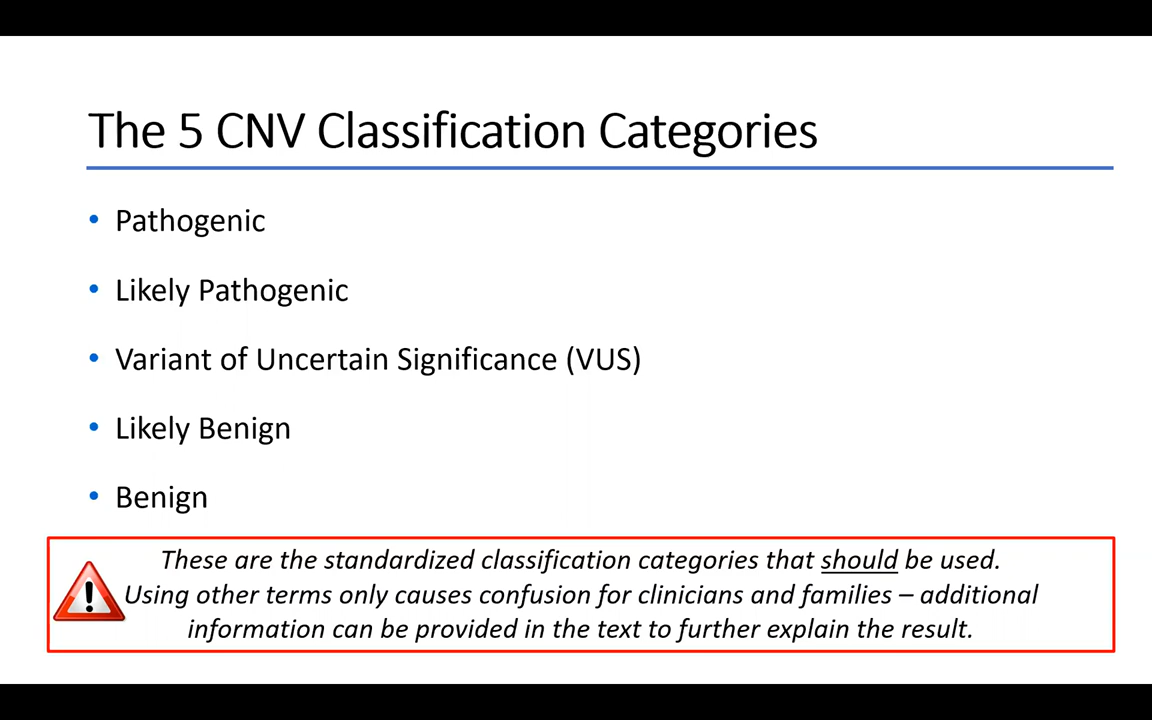 The 5 CNV Classification Categories
• Pathogenic
• Likely Pathogenic
• Variant of Uncertain Significance (VUS)
• Likely Benign
• Benign
These are the standardized classification categories that should be used.
Using other terms only causes confusion for clinicians and families – additional
information can be provided in the text to further explain the result.